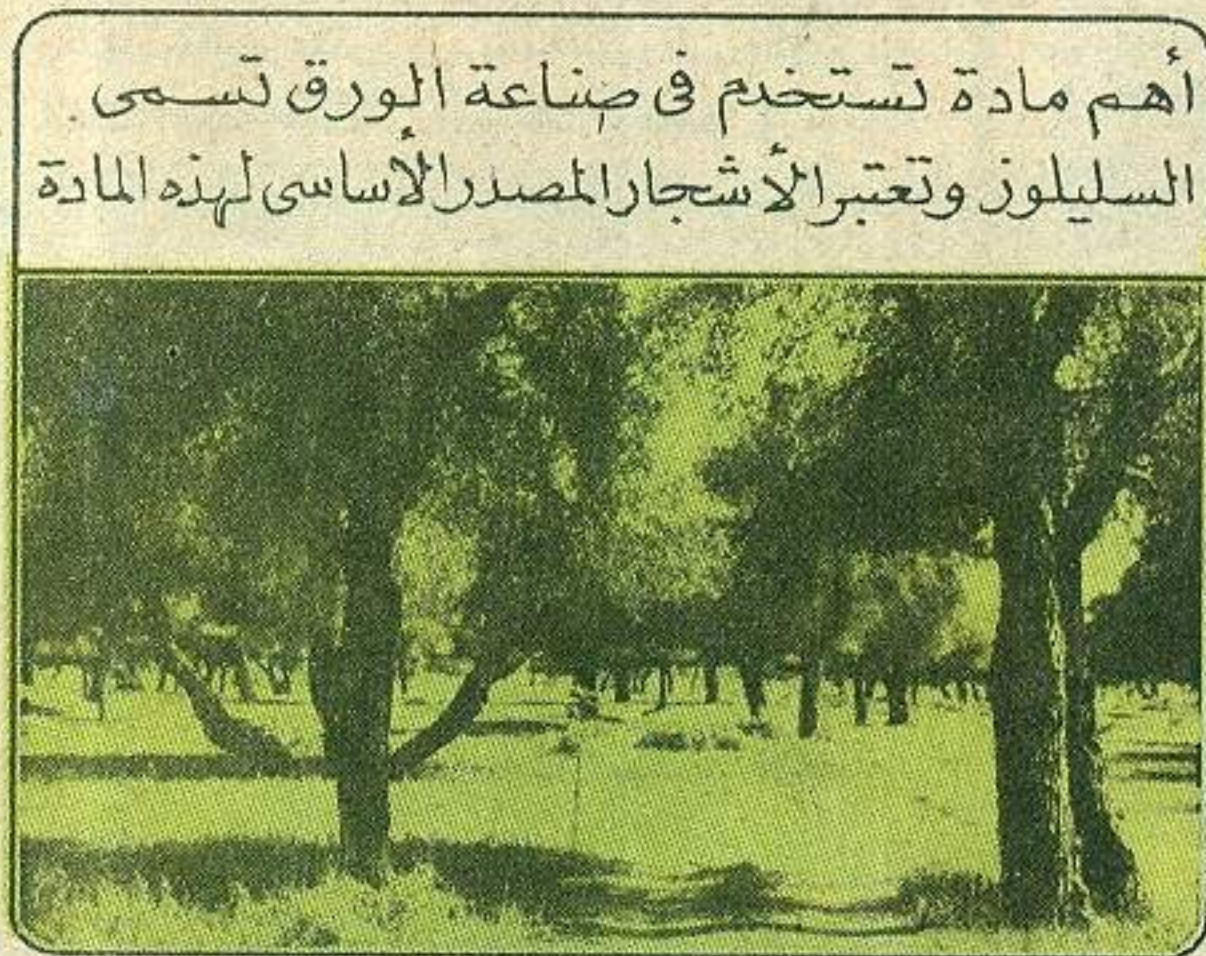 أهم مادة تستخدم فى صناعة الورق تسمى
السليلوز وتعتبر الأشجار المصدر الأساسى لهذه المادة